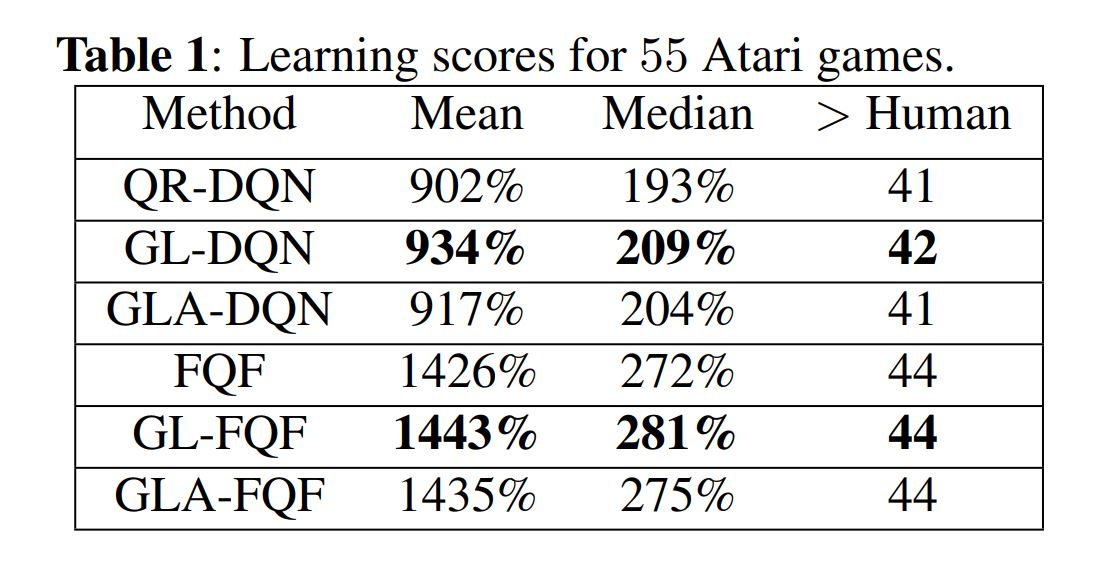 Table 1: Learning scores for 55 Atari games.
Method Mean Median > Human
QR-DQN 902% 193% 41
GL-DQN 934% 209% 42
GLA-DQN 917% 204% 41
FQF 1426% 272% 44
GL-FQF 1443% 281% 44
GLA-FQF 1435% 275% 44